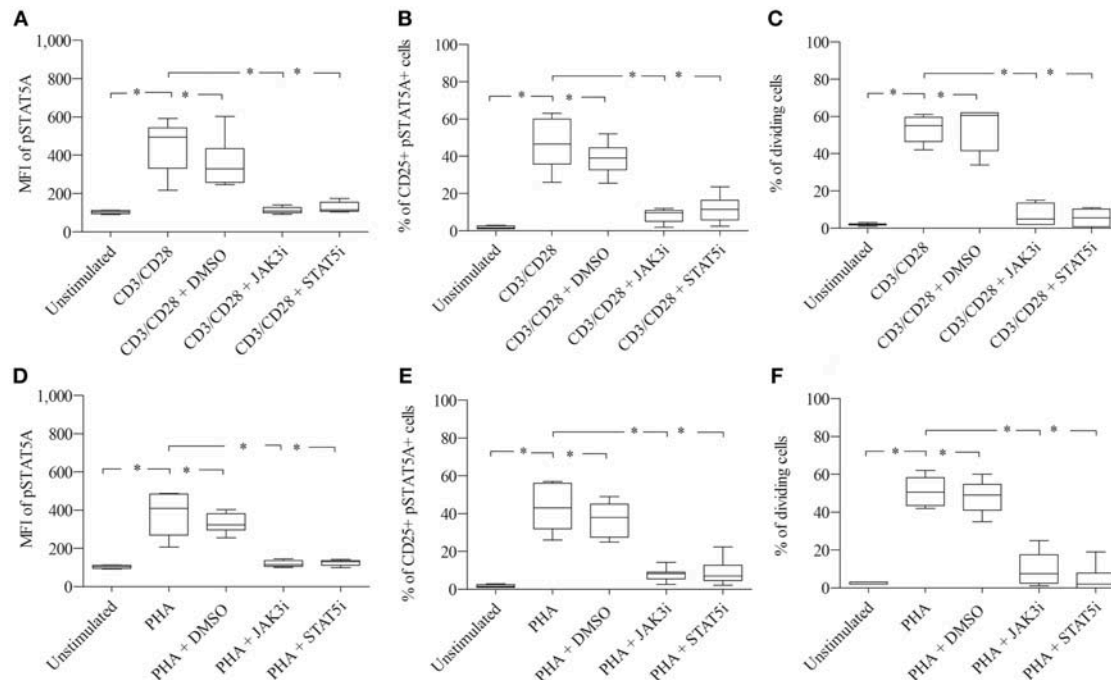 A
MFI of pSTAT5A
1,000
800
600
400
200
0
* * * *
Unstimulated
CD3/CD28
CD3/CD28 + DMSO
CD3/CD28 + JAK3i
CD3/CD28 + STAT5i
B
% of CD25+ pSTAT5A+ cells
100
80
60
40
20
0
* * * *
Unstimulated
CD3/CD28
CD3/CD28 + DMSO
CD3/CD28 + JAK3i
CD3/CD28 + STAT5i
C
% of dividing cells
100
80
60
40
20
0
* * * *
Unstimulated
CD3/CD28
CD3/CD28 + DMSO
CD3/CD28 + JAK3i
CD3/CD28 + STAT5i
D
MFI of pSTAT5A
1,000
800
600
400
200
0
* * * *
Unstimulated
PHA
PHA + DMSO
PHA + JAK3i
PHA + STAT5i
E
% of CD25+ pSTAT5A+ cells
100
80
60
40
20
0
* * * *
Unstimulated
PHA
PHA + DMSO
PHA + JAK3i
PHA + STAT5i
F
% of dividing cells
100
80
60
40
20
0
* * * *
Unstimulated
PHA
PHA + DMSO
PHA + JAK3i
PHA + STAT5i